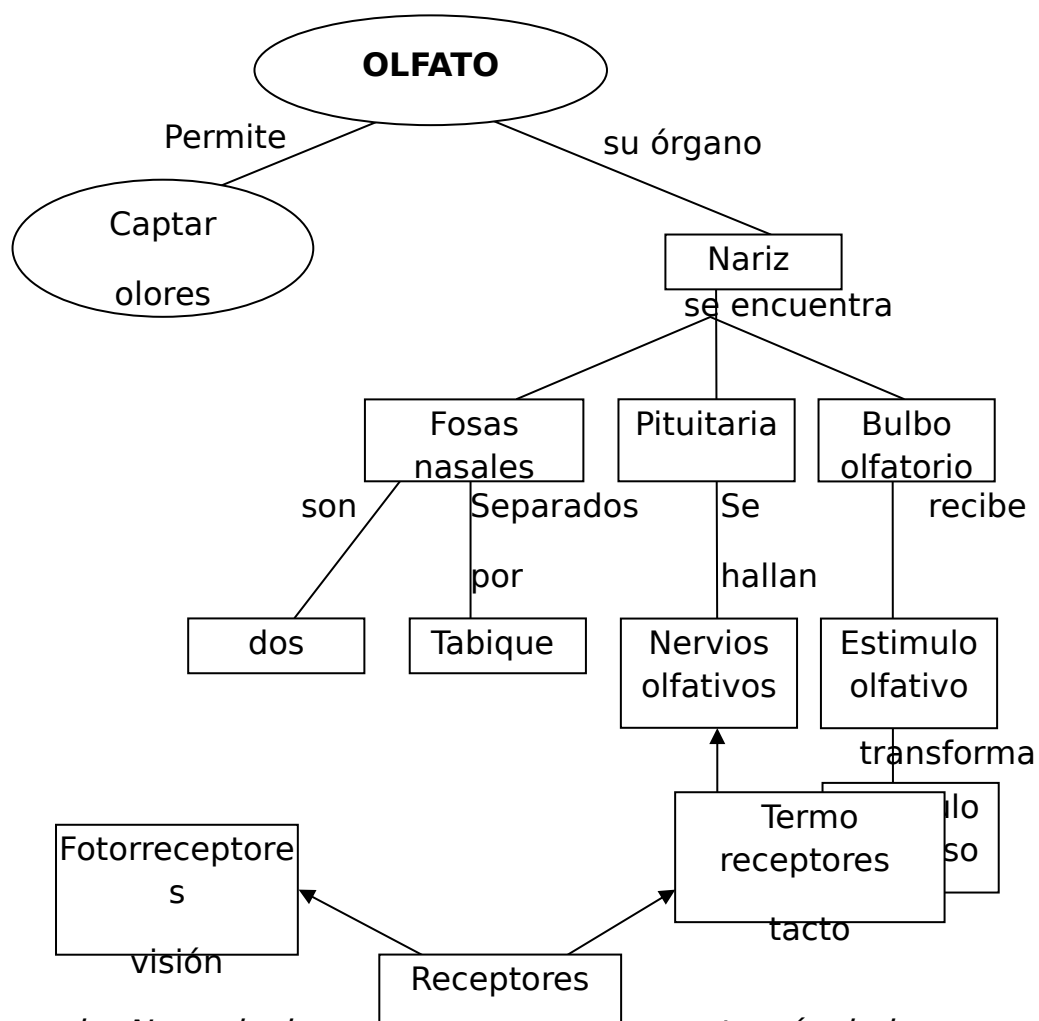 OLFATO
Permite
su órgano
Captar
olores
Nariz
se encuentra
Fosas
nasales
Pituitaria
Bulbo
olfatorio
son
Separados
por
Se
hallan
recibe
dos
Tabique
Nervios
olfativos
Estimulo
olfativo
transforma
Termo
receptores
tacto
Fotorreceptore
s
visión
Receptores